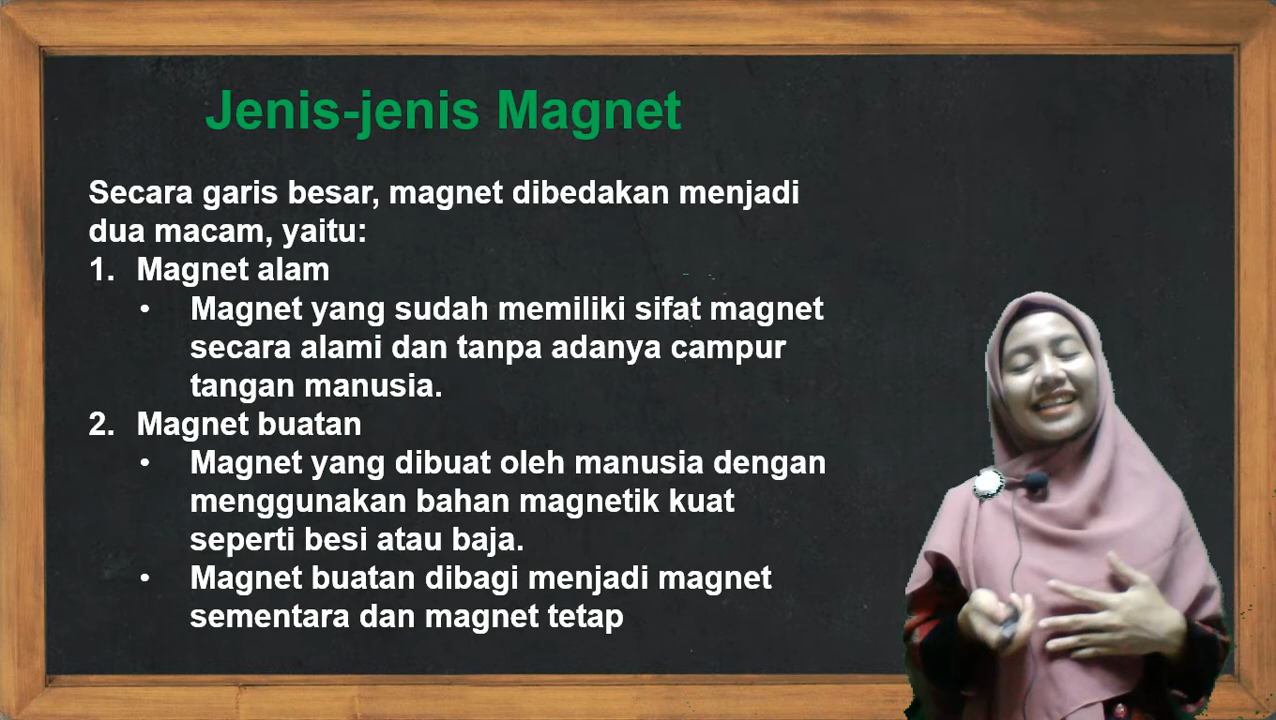 Jenis-jenis Magnet
Secara garis besar, magnet dibedakan menjadi
dua macam, yaitu:
1. Magnet alam
• Magnet yang sudah memiliki sifat magnet
secara alami dan tanpa adanya campur
tangan manusia.
2. Magnet buatan
• Magnet yang dibuat oleh manusia dengan
menggunakan bahan magnetik kuat
seperti besi atau baja.
• Magnet buatan dibagi menjadi magnet
sementara dan magnet tetap